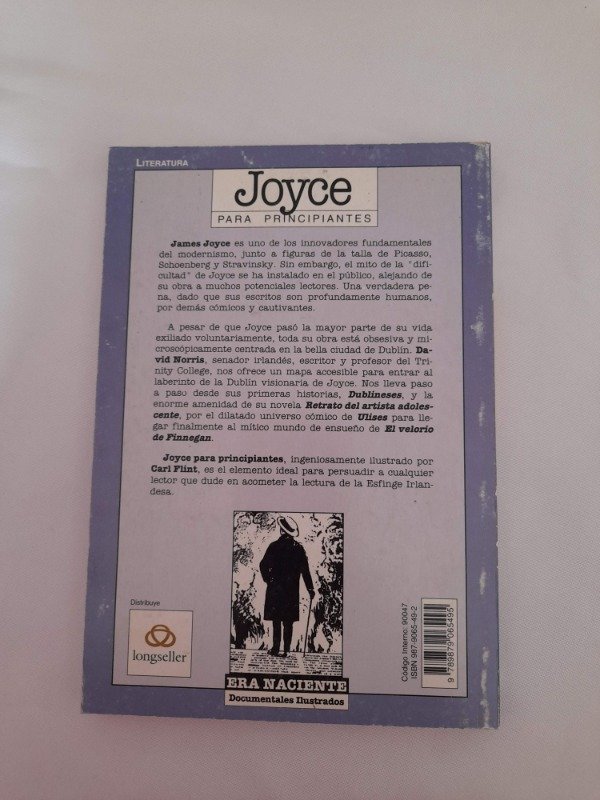 LITERATURA
Joyce
PARA PRINCIPIANTES
James Joyce es uno de los innovadores fundamentales
del modernismo, junto a figuras de la talla de Picasso,
Schoenberg y Stravinsky. Sin embargo, el mito de la "difi-
cultad" de Joyce se ha instalado en el público, alejando de
su obra a muchos potenciales lectores. Una verdadera pe-
na, dado que sus escritos son profundamente humanos,
por demás cómicos y cautivantes.
A pesar de que Joyce pasó la mayor parte de su vida
exiliado voluntariamente, toda su obra está obsesiva y mi-
croscópicamente centrada en la bella ciudad de Dublín. Da-
vid Norris, senador irlandés, escritor y profesor del Tri-
nity College, nos ofrece un mapa accesible para entrar al
laberinto de la Dublín visionaria de Joyce. Nos lleva paso
a paso desde sus primeras historias, Dublineses, y la
enorme amenidad de su novela Retrato del artista adoles-
cente, por el dilatado universo cómico de Ulises para lle-
gar finalmente al mítico mundo de ensueño de El velorio
de Finnegan.
Joyce para principiantes, ingeniosamente ilustrado por
Carl Flint, es el elemento ideal para persuadir a cualquier
lector que dude en acometer la lectura de la Esfinge Irlan-
desa.
Distribuye
longseller
ERA NACIENTE
Documentales Ilustrados
Código Interno: 90047
ISBN 987-9065-49-2
9 789879 065495